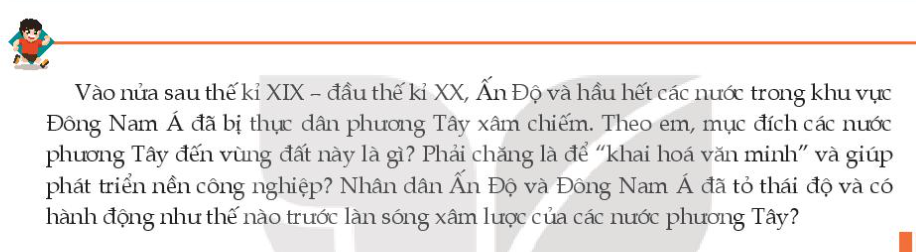 Vào nửa sau thế kỉ XIX – đầu thế kỉ XX, Ấn Độ và hầu hết các nước trong khu vực
Đông Nam Á đã bị thực dân phương Tây xâm chiếm. Theo em, mục đích các nước
phương Tây đến vùng đất này là gì? Phải chăng là để “khai hoá văn minh” và giúp
phát triển nền công nghiệp? Nhân dân Ấn Độ và Đông Nam Á đã tỏ thái độ và có
hành động như thế nào trước làn sóng xâm lược của các nước phương Tây?